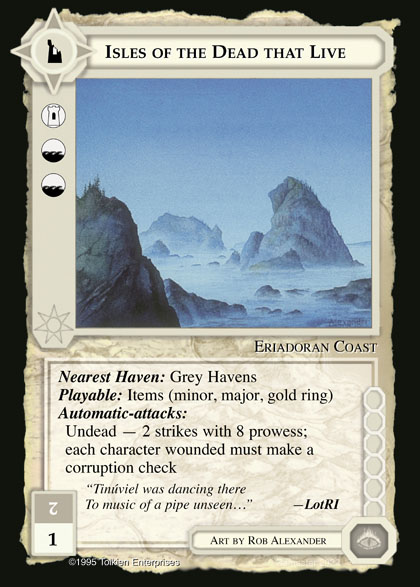 Isles of the Dead that Live
Eriadoran Coast
Nearest Haven: Grey Havens
Playable: Items (minor, major, gold ring)
Automatic-attacks:
Undead — 2 strikes with 8 prowess;
each character wounded must make a
corruption check
“Tinúviel was dancing there
To music of a pipe unseen…” —LotRI
2
1
Art by Rob Alexander
©1995 Tolkien Enterprises